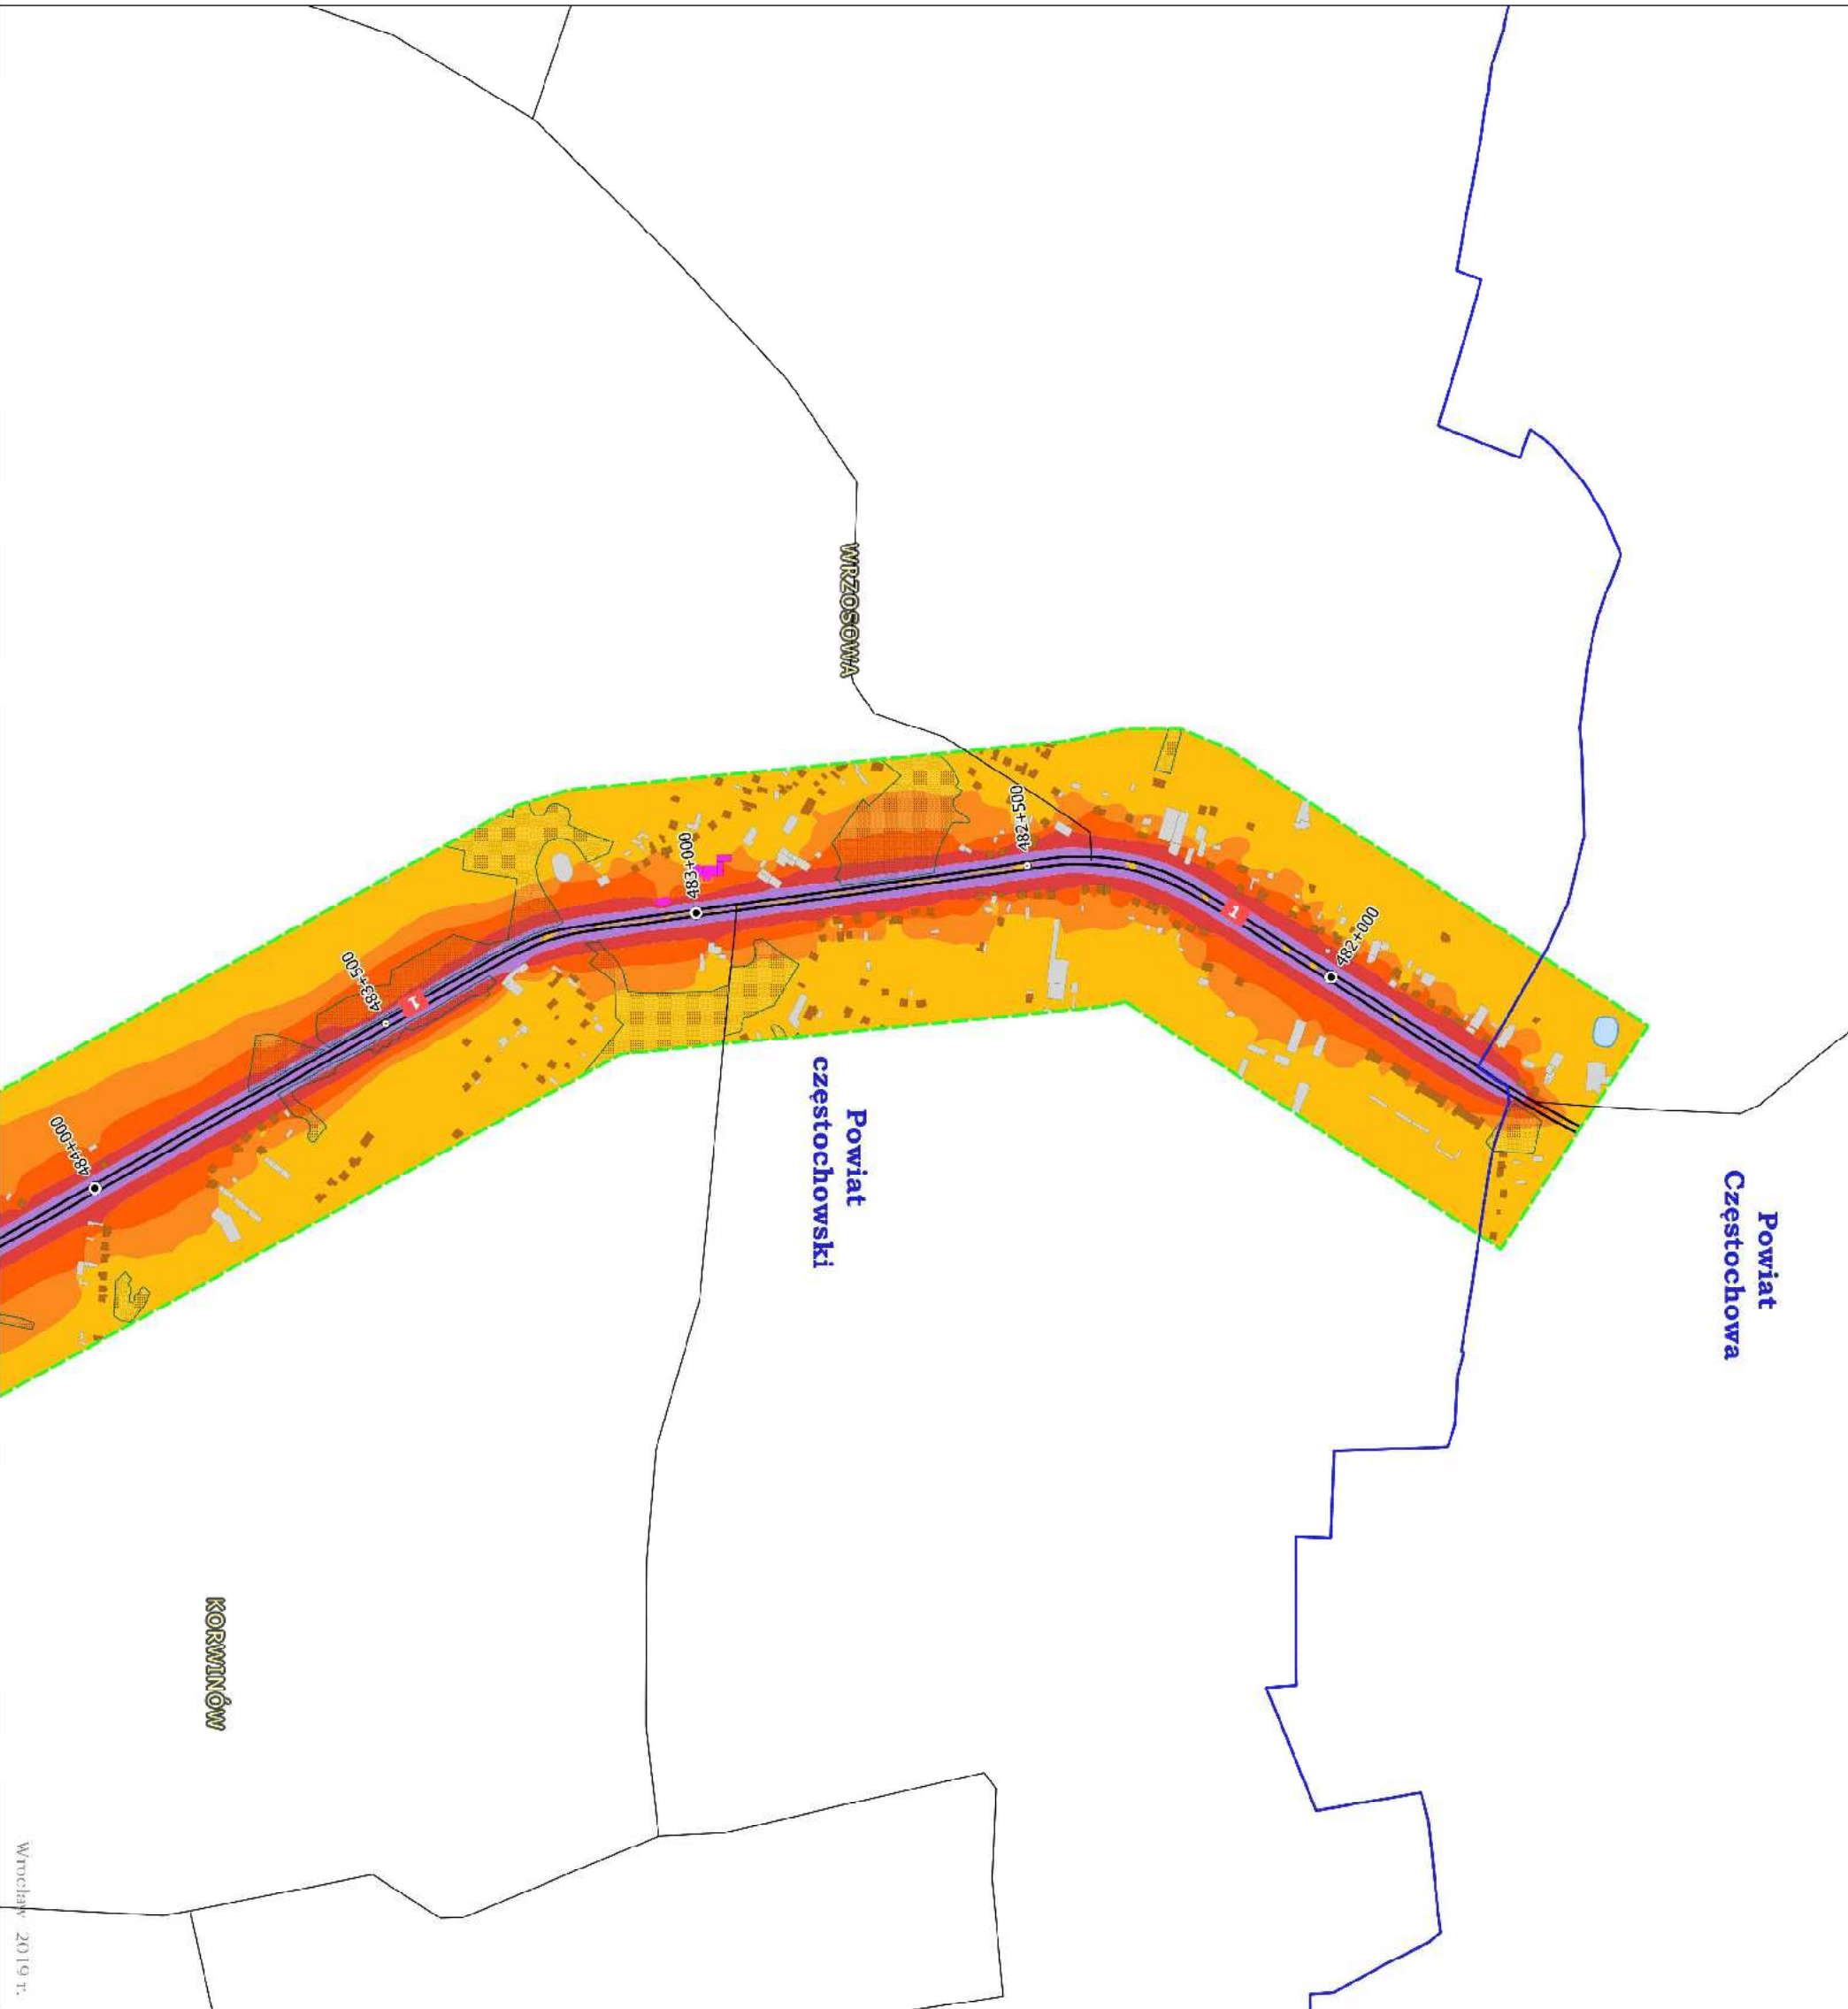 Powiat
Częstochowa
Powiat
częstochowski
WRZOSOWA
KORWINÓW
482+000
1
482+500
483+000
483+500
1
484+000
Wrocław 2019 r.